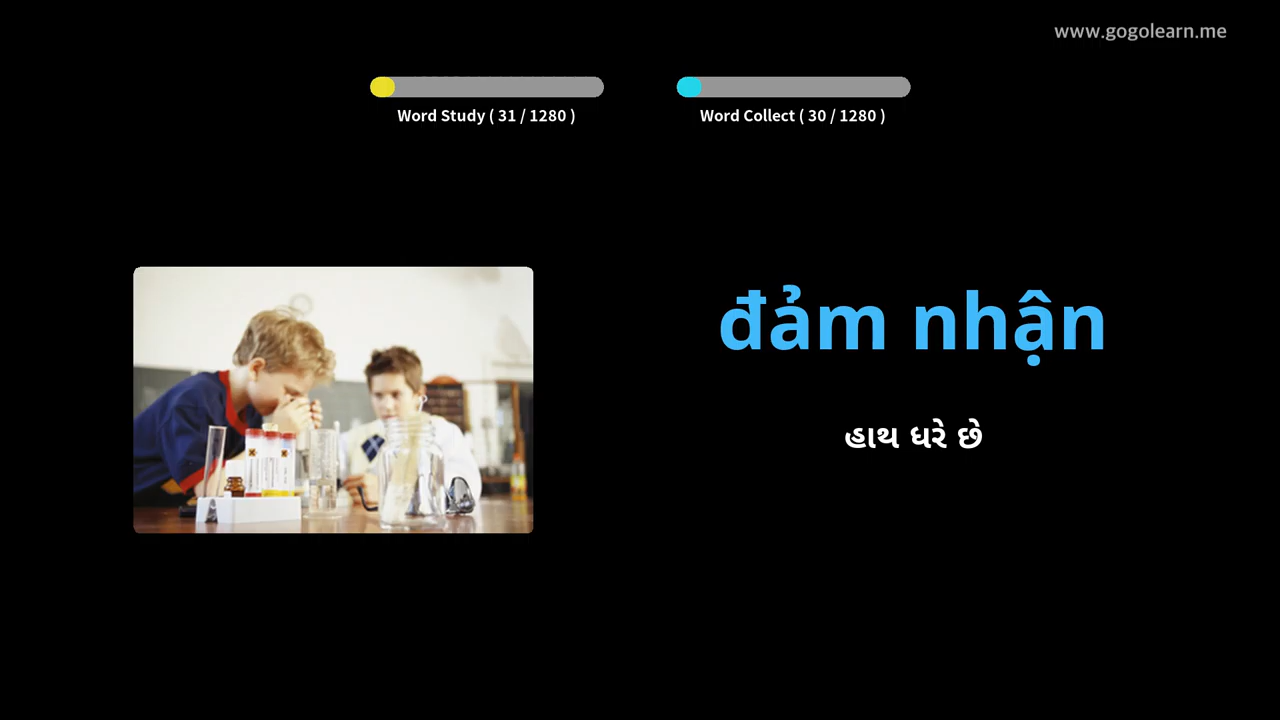 www.gogolearn.me
Word Study ( 31 / 1280 )
Word Collect ( 30 / 1280 )
đảm nhận
હાથ ધરે છે